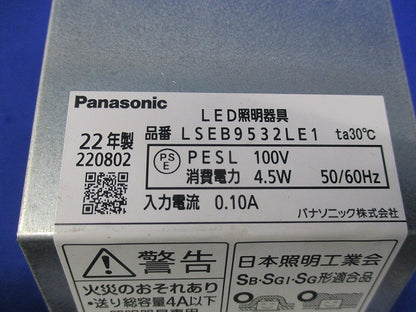 Panasonic
LED照明器具
22年製
品番 LSEB9532LE1 ta30℃
220802
PS E PESL 100V
消費電力 4.5W 50/60Hz
入力電流 0.10A
パナソニック株式会社
警告
火災のおそれあり
・送り総容量4A以下
日本照明工業会
SB・SGI・SG形適合品